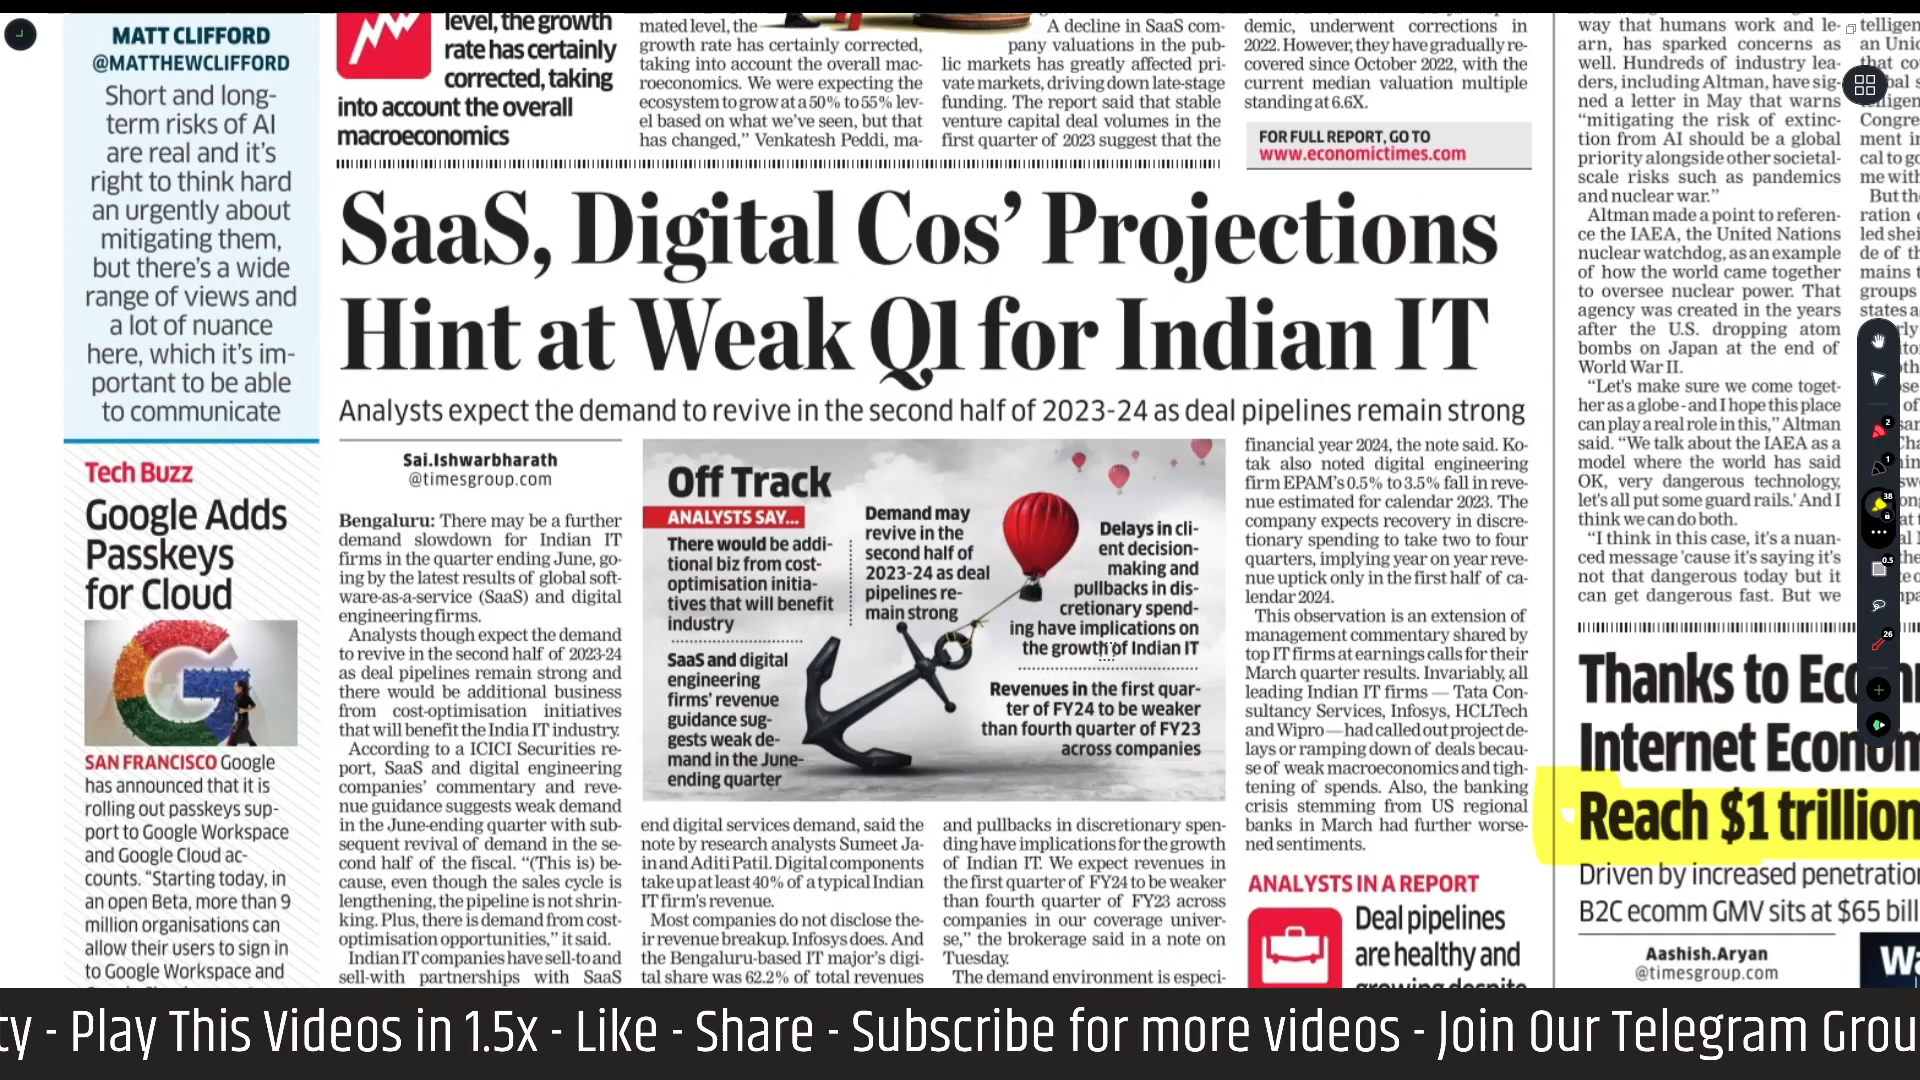 MATT CLIFFORD
@MATTHEWCLIFFORD
Short and long-
term risks of AI
are real and it's
right to think hard
an urgently about
mitigating them,
but there's a wide
range of views and
a lot of nuance
here, which it's im-
portant to be able
to communicate
Tech Buzz
Google Adds
Passkeys
for Cloud
SAN FRANCISCO Google
has announced that it is
rolling out passkeys sup-
port to Google Workspace
and Google Cloud ac-
counts. "Starting today, in
an open Beta, more than 9
million organisations can
allow their users to sign in
to Google Workspace and
level, the growth
rate has certainly
corrected, taking
into account the overall
macroeconomics
mated level, the
growth rate has certainly corrected,
taking into account the overall mac-
roeconomics. We were expecting the
ecosystem to grow at a 50% to 55% lev-
el based on what we've seen, but that
has changed," Venkatesh Peddi, ma-
A decline in SaaS com-
pany valuations in the pub-
lic markets has greatly affected pri-
vate markets, driving down late-stage
funding. The report said that stable
venture capital deal volumes in the
first quarter of 2023 suggest that the
demic, underwent corrections in
2022. However, they have gradually re-
covered since October 2022, with the
current median valuation multiple
standing at 6.6X.
FOR FULL REPORT, GO TO
www.economictimes.com
SaaS, Digital Cos' Projections
Hint at Weak Q1 for Indian IT
Analysts expect the demand to revive in the second half of 2023-24 as deal pipelines remain strong
Sai.Ishwarbharath
@timesgroup.com
Bengaluru: There may be a further
demand slowdown for Indian IT
firms in the quarter ending June, go-
ing by the latest results of global soft-
ware-as-a-service (SaaS) and digital
engineering firms.
Analysts though expect the demand
to revive in the second half of 2023-24
as deal pipelines remain strong and
there would be additional business
from cost-optimisation initiatives
that will benefit the India IT industry.
According to a ICICI Securities re-
port, SaaS and digital engineering
companies' commentary and reve-
nue guidance suggests weak demand
in the June-ending quarter with sub-
sequent revival of demand in the se-
cond half of the fiscal. "(This is) be-
cause, even though the sales cycle is
lengthening, the pipeline is not shrin-
king. Plus, there is demand from cost-
optimisation opportunities," it said.
Indian IT companies have sell-to and
sell-with partnerships with SaaS
Off Track
ANALYSTS SAY...
There would be addi-
tional biz from cost-
optimisation initia-
tives that will benefit
industry
SaaS and digital
engineering
firms' revenue
guidance sug-
gests weak de-
mand in the June-
ending quarter
Demand may
revive in the
second half of
2023-24 as deal
pipelines re-
main strong
Delays in cli-
ent decision-
making and
pullbacks in dis-
cretionary spend-
ing have implications on
the growth of Indian IT
Revenues in the first quar-
ter of FY24 to be weaker
than fourth quarter of FY23
across companies
end digital services demand, said the
note by research analysts Sumeet Ja-
in and Aditi Patil. Digital components
take up at least 40% of a typical Indian
IT firm's revenue.
Most companies do not disclose the-
ir revenue breakup. Infosys does. And
the Bengaluru-based IT major's digi-
tal share was 62.2% of total revenues
and pullbacks in discretionary spen-
ding have implications for the growth
of Indian IT. We expect revenues in
the first quarter of FY24 to be weaker
than fourth quarter of FY23 across
companies in our coverage univer-
se," the brokerage said in a note on
Tuesday.
The demand environment is especi-
financial year 2024, the note said. Ko-
tak also noted digital engineering
firm EPAM's 0.5% to 3.5% fall in reve-
nue estimated for calendar 2023. The
company expects recovery in discre-
tionary spending to take two to four
quarters, implying year on year reve-
nue uptick only in the first half of ca-
lendar 2024.
This observation is an extension of
management commentary shared by
top IT firms at earnings calls for their
March quarter results. Invariably, all
leading Indian IT firms — Tata Con-
sultancy Services, Infosys, HCLTech
and Wipro — had called out project de-
lays or ramping down of deals becau-
se of weak macroeconomics and tigh-
tening of spends. Also, the banking
crisis stemming from US regional
banks in March had further worse-
ned sentiments.
ANALYSTS IN A REPORT
Deal pipelines
are healthy and
growing despite
way that humans work and le-
arn, has sparked concerns as
well. Hundreds of industry lea-
ders, including Altman, have sig-
ned a letter in May that warns
"mitigating the risk of extinc-
tion from AI should be a global
priority alongside other societal-
scale risks such as pandemics
and nuclear war."
Altman made a point to referen-
ce the IAEA, the United Nations
nuclear watchdog, as an example
of how the world came together
to oversee nuclear power. That
agency was created in the years
after the U.S. dropping atom
bombs on Japan at the end of
World War II.
"Let's make sure we come toget-
her as a globe - and I hope this place
can play a real role in this," Altman
said. "We talk about the IAEA as a
model where the world has said
OK, very dangerous technology,
let's all put some guard rails.' And I
think we can do both.
"I think in this case, it's a nuan-
ced message 'cause it's saying it's
not that dangerous today but it
can get dangerous fast. But we
Thanks to
Internet
Reach $1 trillion
Driven by increased
B2C ecomm GMV sits at $65
Aashish.Aryan
@timesgroup.com
- Play This Videos in 1.5x - Like - Share - Subscribe for more videos - Join Our Telegram